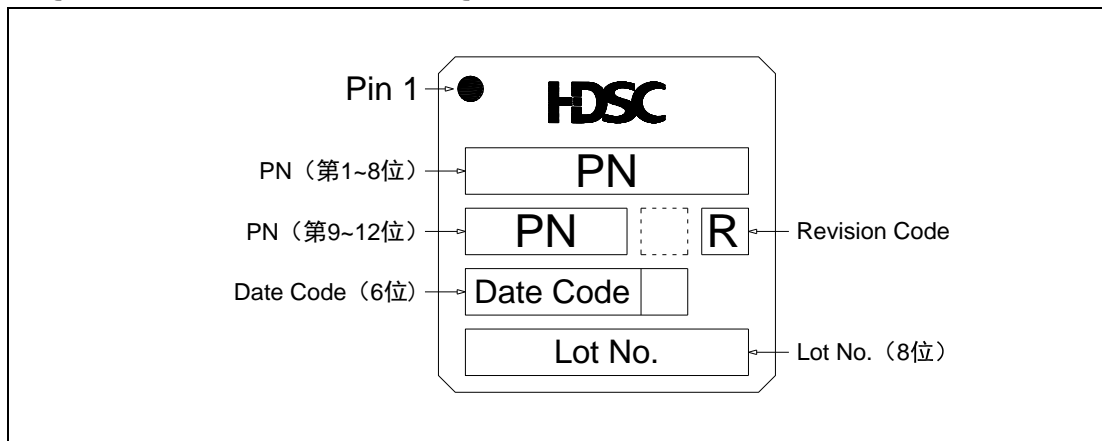 HDSC
Pin 1
PN（第1~8位）
PN
PN（第9~12位）
PN
R
Revision Code
Date Code（6位）
Date Code
Lot No.
Lot No.（8位）